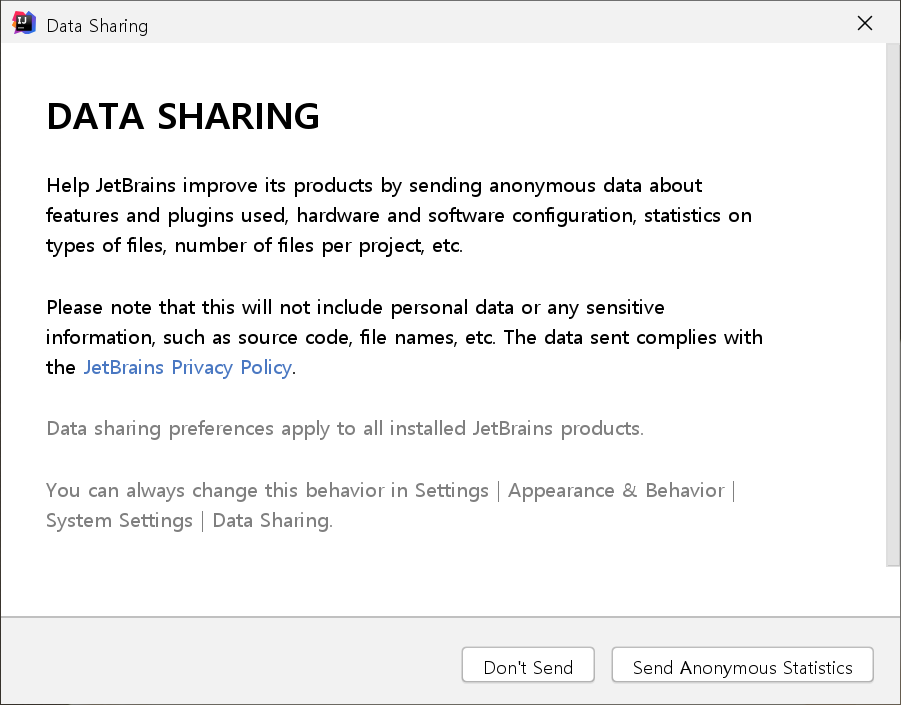 IJ
Data Sharing
DATA SHARING
Help JetBrains improve its products by sending anonymous data about
features and plugins used, hardware and software configuration, statistics on
types of files, number of files per project, etc.
Please note that this will not include personal data or any sensitive
information, such as source code, file names, etc. The data sent complies with
the JetBrains Privacy Policy.
Data sharing preferences apply to all installed JetBrains products.
You can always change this behavior in Settings | Appearance & Behavior |
System Settings | Data Sharing.
Don't Send
Send Anonymous Statistics